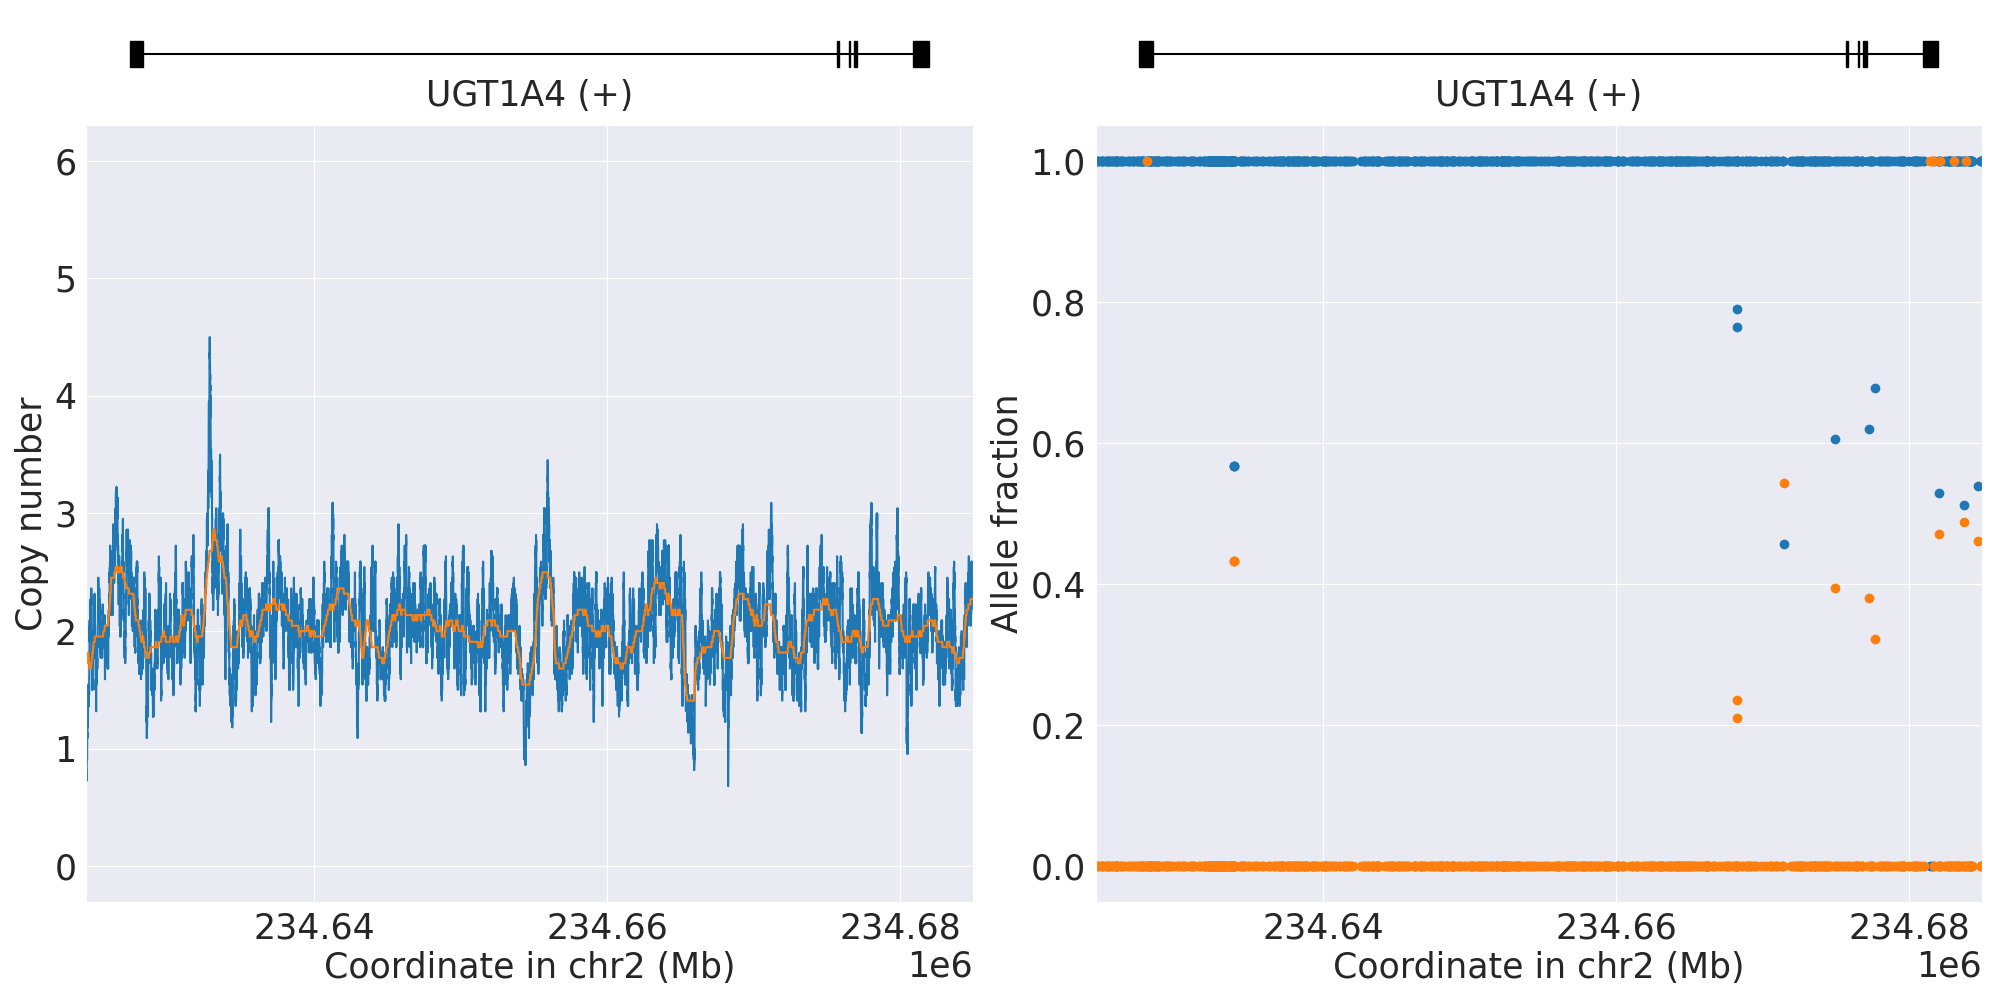 UGT1A4 (+)
6
5
4
3
2
1
0
Copy number
234.64
234.66
234.68
1e6
Coordinate in chr2 (Mb)
UGT1A4 (+)
1.0
0.8
0.6
0.4
0.2
0.0
Allele fraction
234.64
234.66
234.68
1e6
Coordinate in chr2 (Mb)